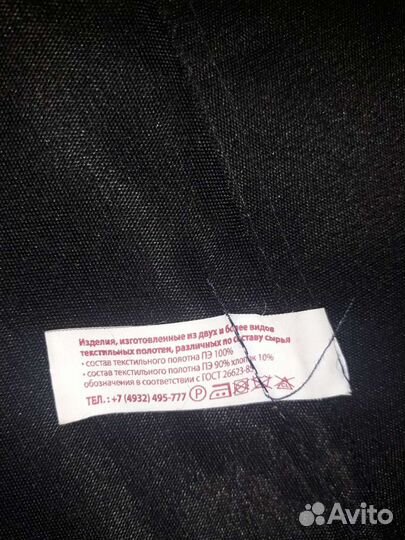 Изделия, изготовленные из двух и более видов
текстильных полотен, различных по составу сырья
• состав текстильного полотна ПЭ 100%
• состав текстильного полотна ПЭ 90% хлопок 10%
обозначения в соответствии с ГОСТ 26623-85
ТЕЛ.: +7 (4932) 495-777 P
Avito